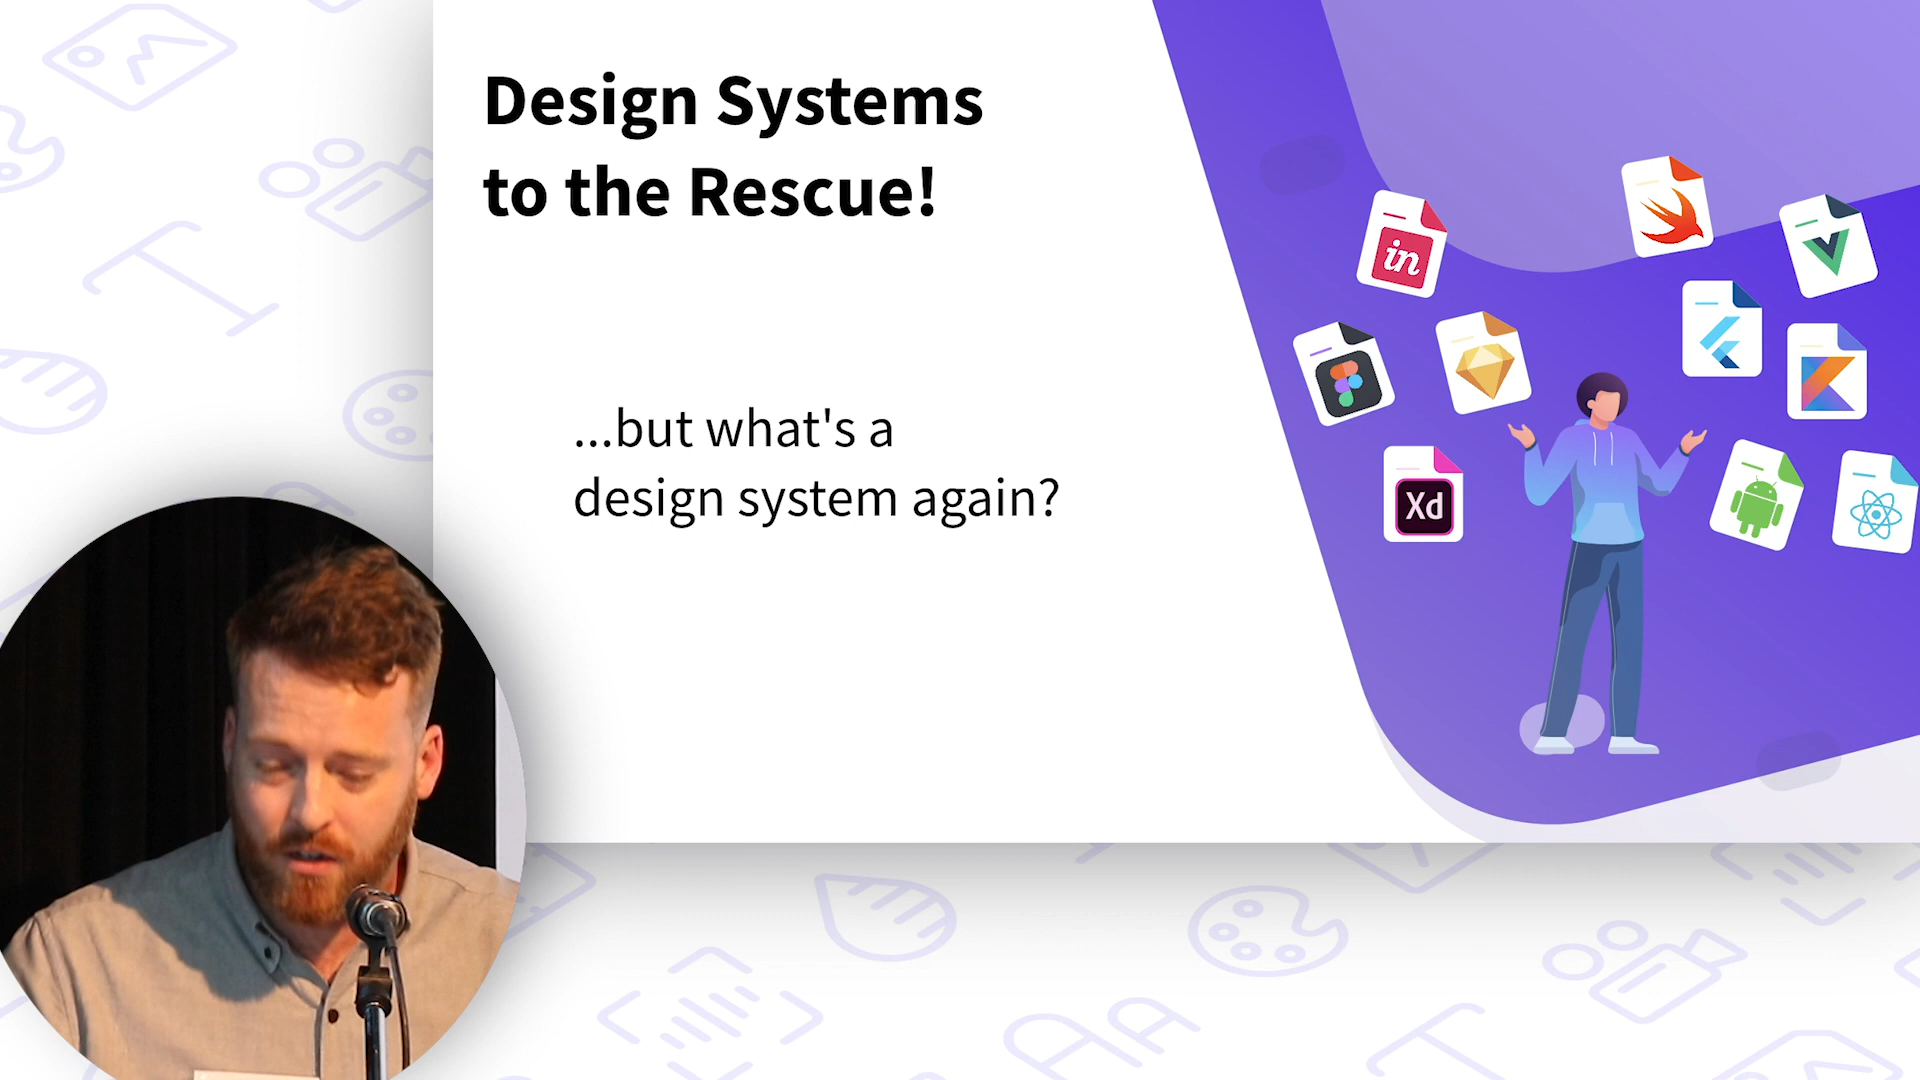 Design Systems
to the Rescue!
...but what's a
design system again?
in
Xd